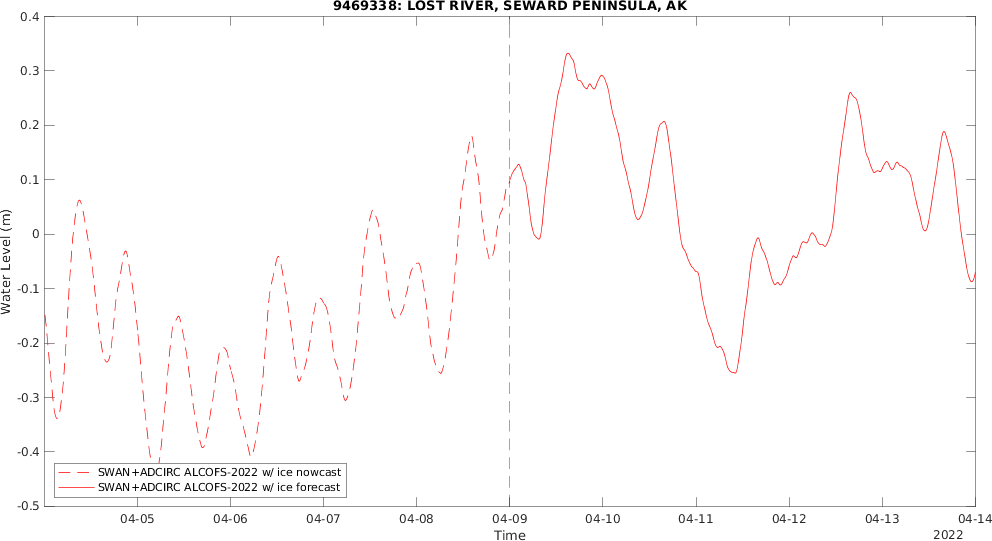 9469338: LOST RIVER, SEWARD PENINSULA, AK
0.4
0.3
0.2
0.1
0
-0.1
-0.2
-0.3
-0.4
-0.5
Water Level (m)
SWAN+ADCIRC ALCOFS-2022 w/ ice nowcast
SWAN+ADCIRC ALCOFS-2022 w/ ice forecast
04-05 04-06 04-07 04-08 04-09 04-10 04-11 04-12 04-13 04-14
Time
2022